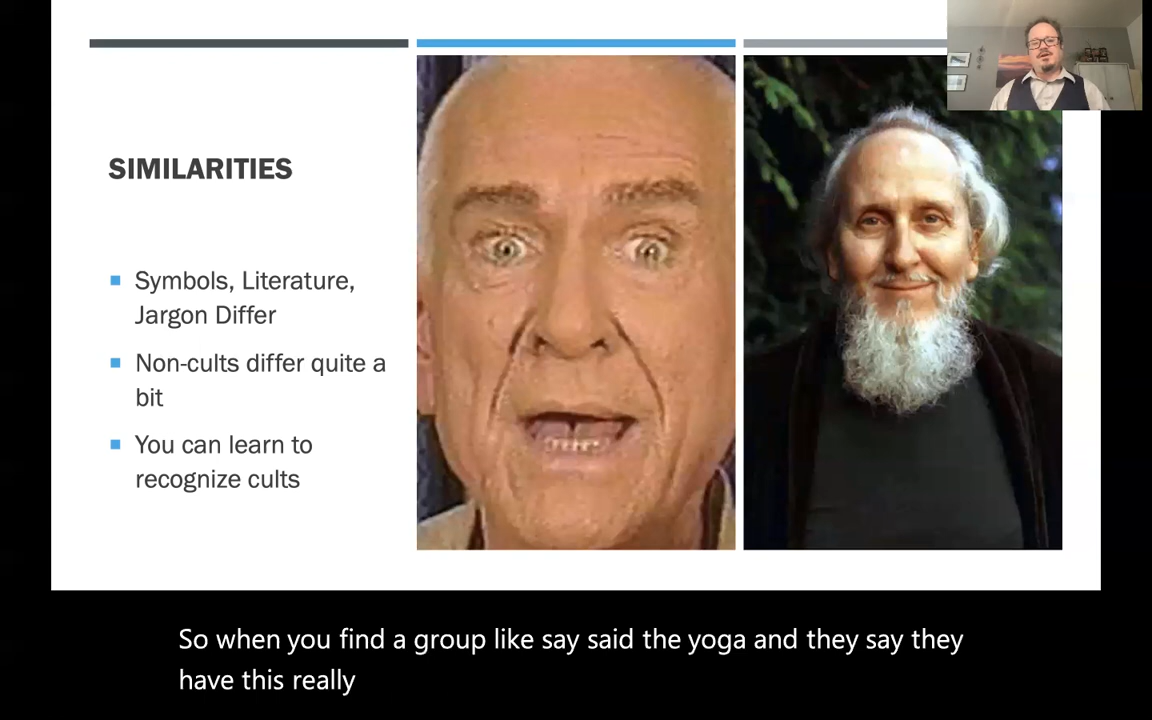 SIMILARITIES
Symbols, Literature,
Jargon Differ
Non-cults differ quite a
bit
You can learn to
recognize cults
So when you find a group like say said the yoga and they say they
have this really